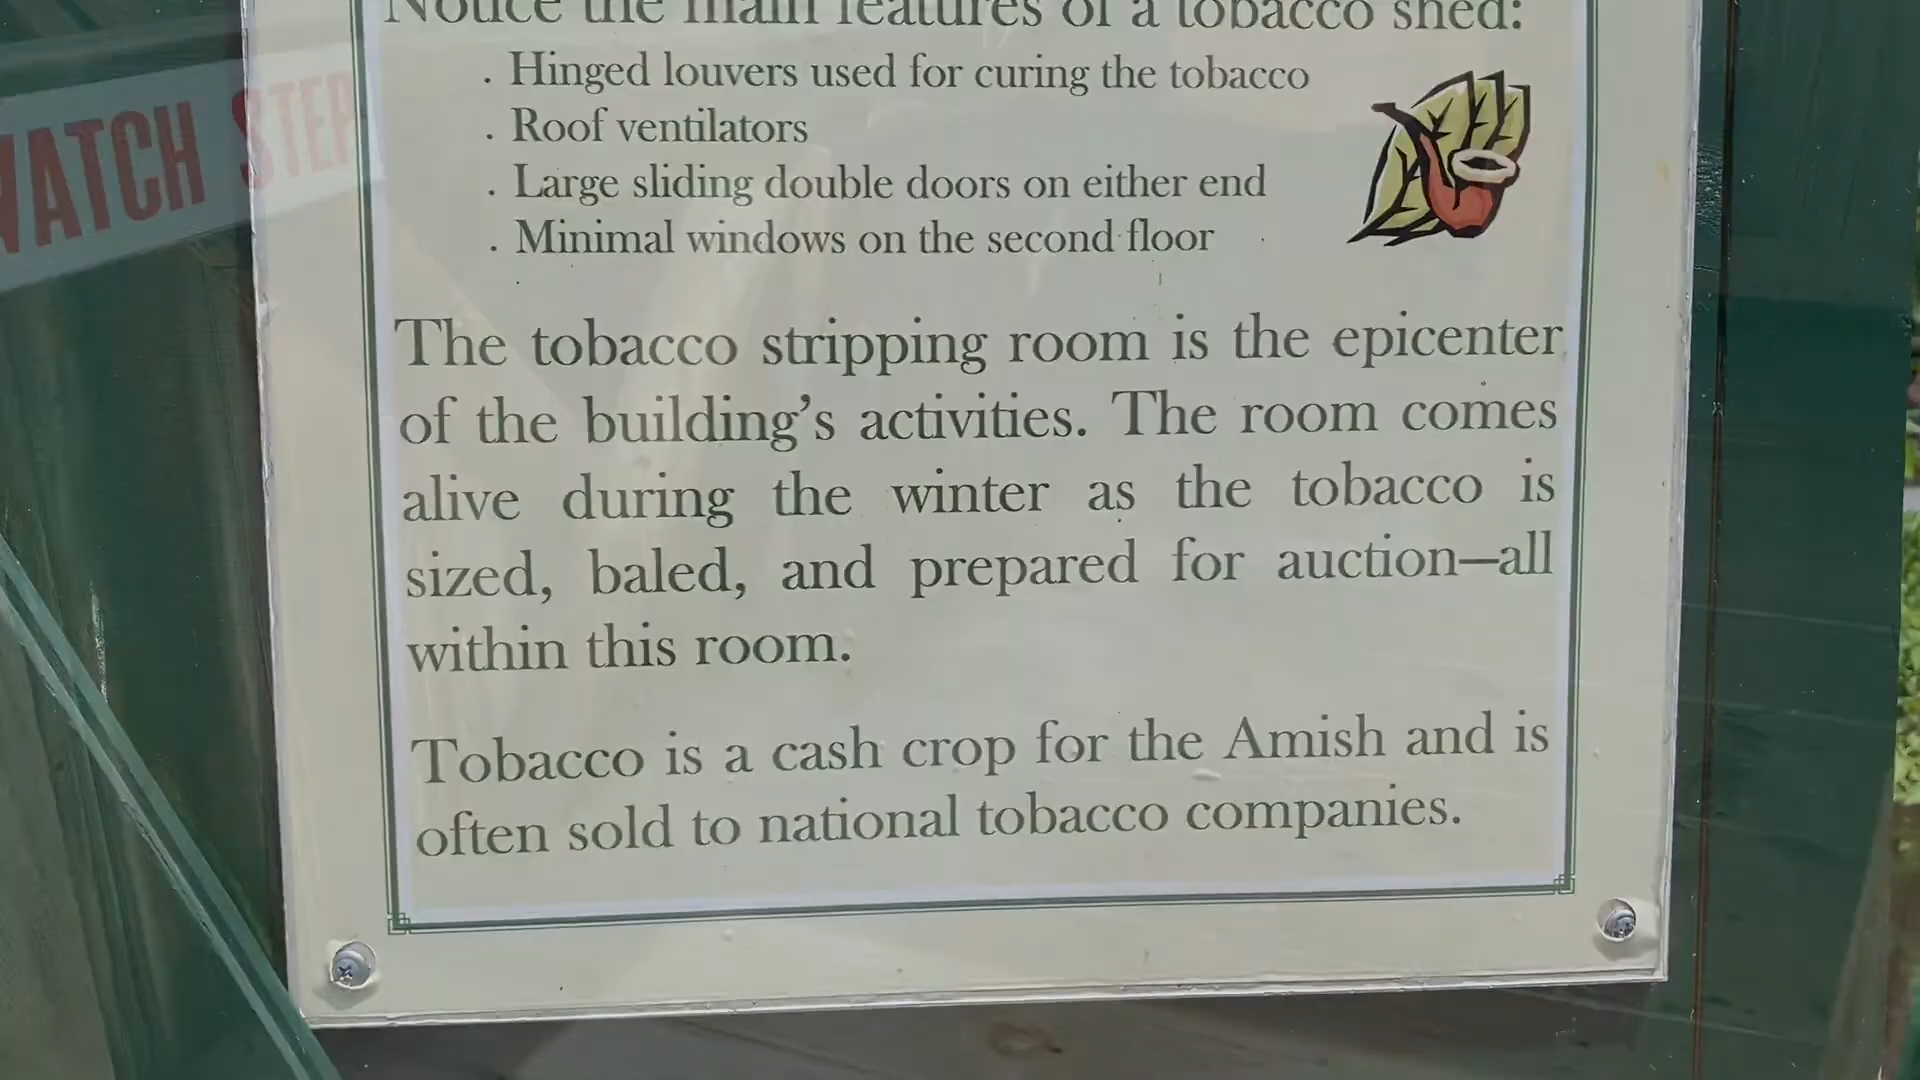 Notice the main features of a tobacco shed:
. Hinged louvers used for curing the tobacco
. Roof ventilators
. Large sliding double doors on either end
. Minimal windows on the second floor
The tobacco stripping room is the epicenter
of the building’s activities. The room comes
alive during the winter as the tobacco is
sized, baled, and prepared for auction—all
within this room.
Tobacco is a cash crop for the Amish and is
often sold to national tobacco companies.
WATCH STEP